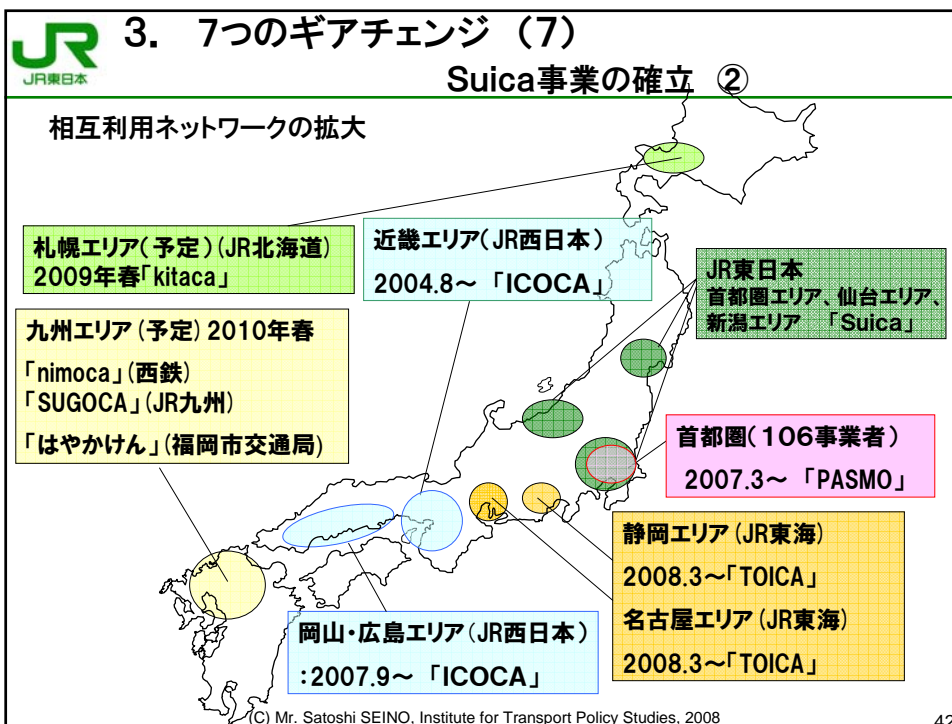 JR
JR東日本
3. 7つのギアチェンジ (7)
Suica事業の確立 ②
相互利用ネットワークの拡大
札幌エリア(予定)(JR北海道)
2009年春「kitaca」
近畿エリア(JR西日本)
2004.8～ 「ICOCA」
JR東日本
首都圏エリア、仙台エリア、
新潟エリア 「Suica」
九州エリア(予定) 2010年春
「nimoca」(西鉄)
「SUGOCA」(JR九州)
「はやかけん」(福岡市交通局)
首都圏(106事業者)
2007.3～ 「PASMO」
静岡エリア(JR東海)
2008.3～「TOICA」
名古屋エリア(JR東海)
2008.3～「TOICA」
岡山・広島エリア(JR西日本)
:2007.9～ 「ICOCA」
(C) Mr. Satoshi SEINO, Institute for Transport Policy Studies, 2008